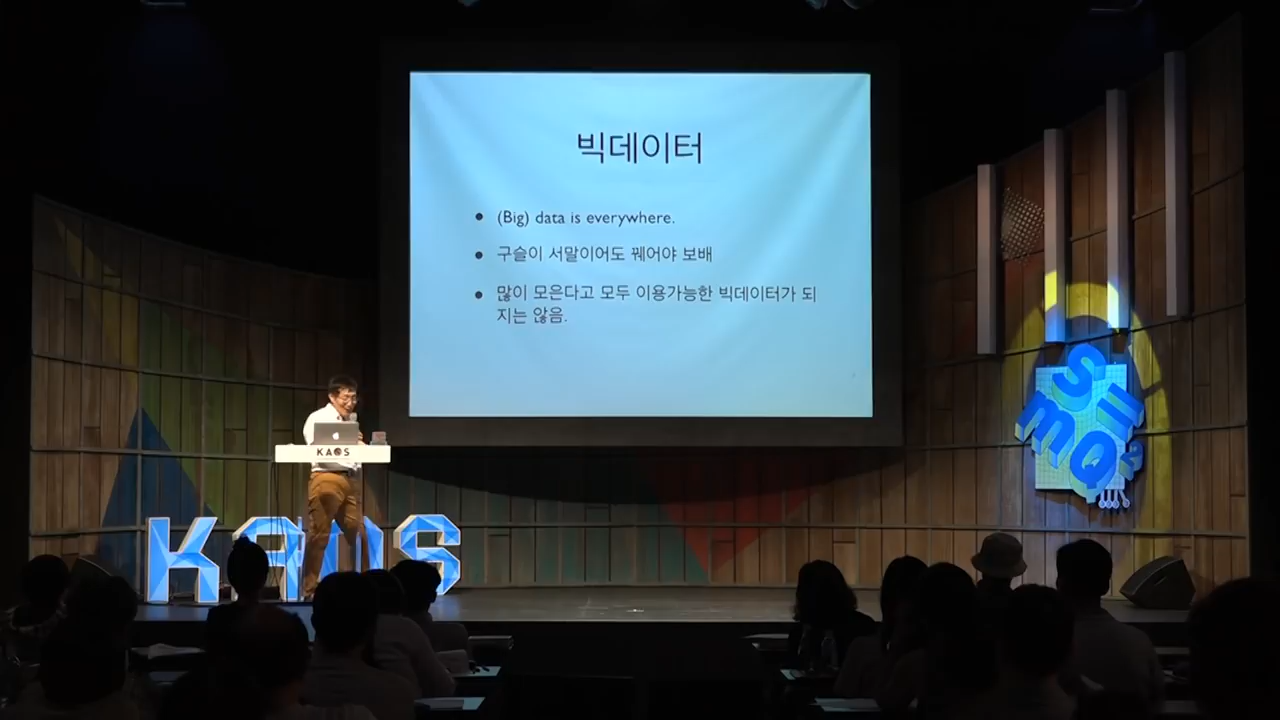 빅데이터
(Big) data is everywhere.
구슬이 서말이어도 꿰어야 보배
많이 모은다고 모두 이용가능한 빅데이터가 되
지는 않음.
KAOS
KAOS